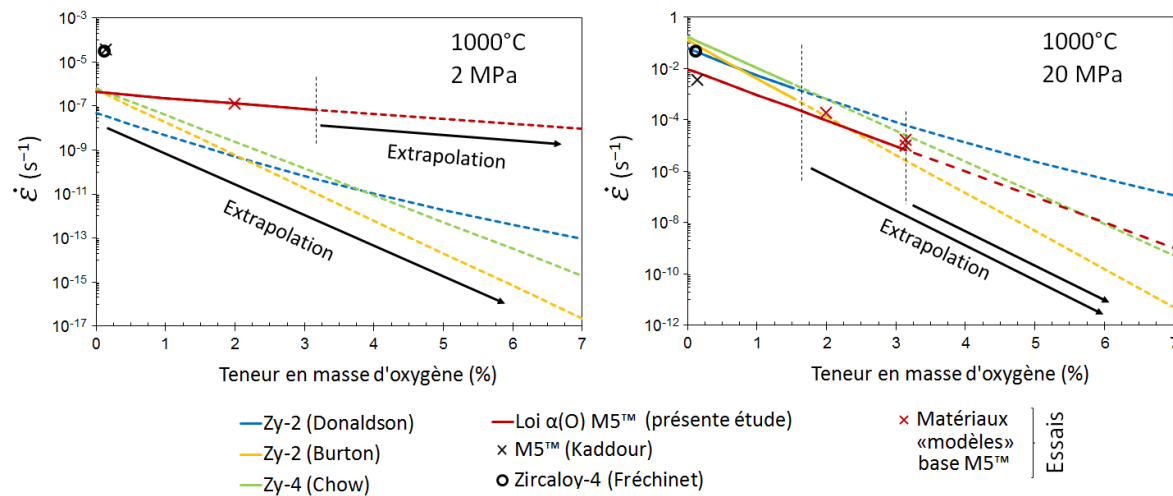 10⁻³
10⁻⁵
10⁻⁷
10⁻⁹
10⁻¹¹
10⁻¹³
10⁻¹⁵
10⁻¹⁷
ε̇ (s⁻¹)
1000°C
2 MPa
Extrapolation
Extrapolation
0 1 2 3 4 5 6 7
Teneur en masse d'oxygène (%)
1
10⁻²
10⁻⁴
10⁻⁶
10⁻⁸
10⁻¹⁰
10⁻¹²
ε̇ (s⁻¹)
1000°C
20 MPa
Extrapolation
0 1 2 3 4 5 6 7
Teneur en masse d'oxygène (%)
Zy-2 (Donaldson)
Zy-2 (Burton)
Zy-4 (Chow)
Loi α(O) M5™ (présente étude)
M5™ (Kaddour)
Zircaloy-4 (Fréchinet)
Matériaux
«modèles»
base M5™
Essais